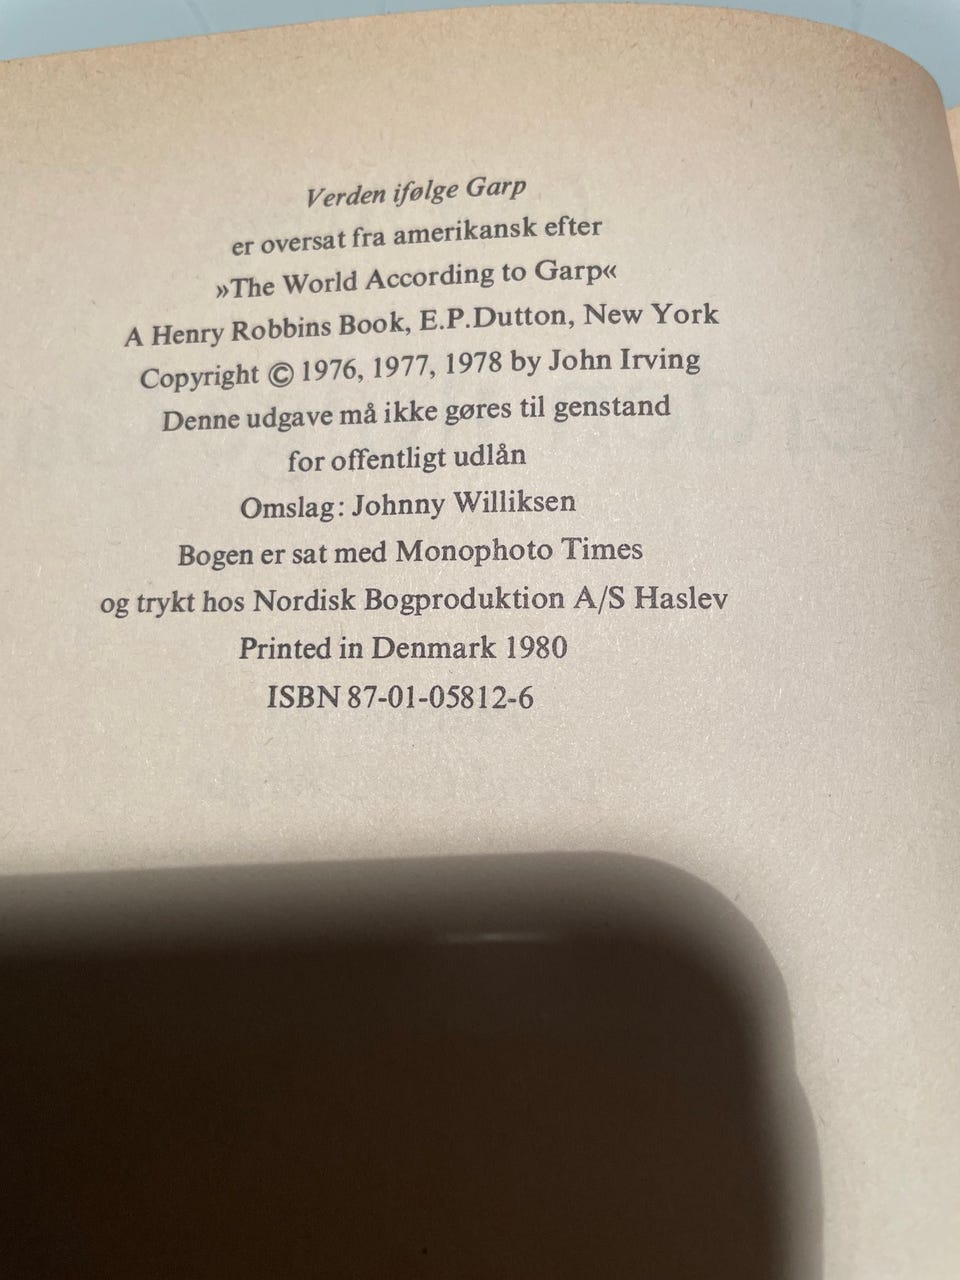 Verden ifølge Garp
er oversat fra amerikansk efter
»The World According to Garp«
A Henry Robbins Book, E.P.Dutton, New York
Copyright © 1976, 1977, 1978 by John Irving
Denne udgave må ikke gøres til genstand
for offentligt udlån
Omslag: Johnny Williksen
Bogen er sat med Monophoto Times
og trykt hos Nordisk Bogproduktion A/S Haslev
Printed in Denmark 1980
ISBN 87-01-05812-6